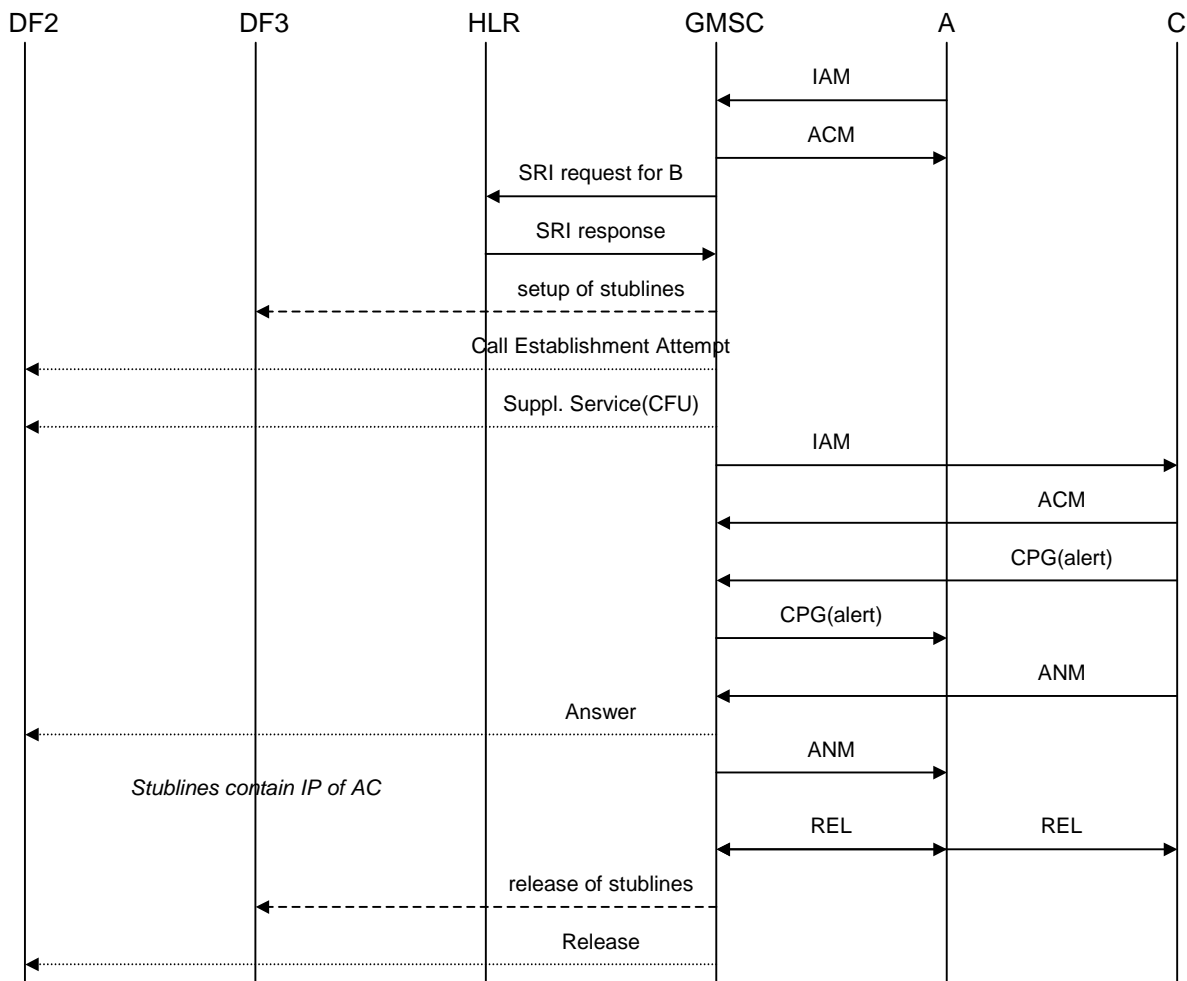 DF2 DF3 HLR GMSC A C
IAM
ACM
SRI request for B
SRI response
setup of stublines
Call Establishment Attempt
Suppl. Service(CFU)
IAM
ACM
CPG(alert)
CPG(alert)
ANM
Answer
ANM
Stublines contain IP of AC
REL REL
release of stublines
Release